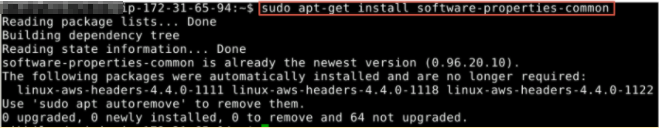 ip-172-31-65-94:~$ sudo apt-get install software-properties-common
Reading package lists... Done
Building dependency tree
Reading state information... Done
software-properties-common is already the newest version (0.96.20.10).
The following packages were automatically installed and are no longer required:
  linux-aws-headers-4.4.0-1111 linux-aws-headers-4.4.0-1118 linux-aws-headers-4.4.0-1122
Use 'sudo apt autoremove' to remove them.
0 upgraded, 0 newly installed, 0 to remove and 64 not upgraded.